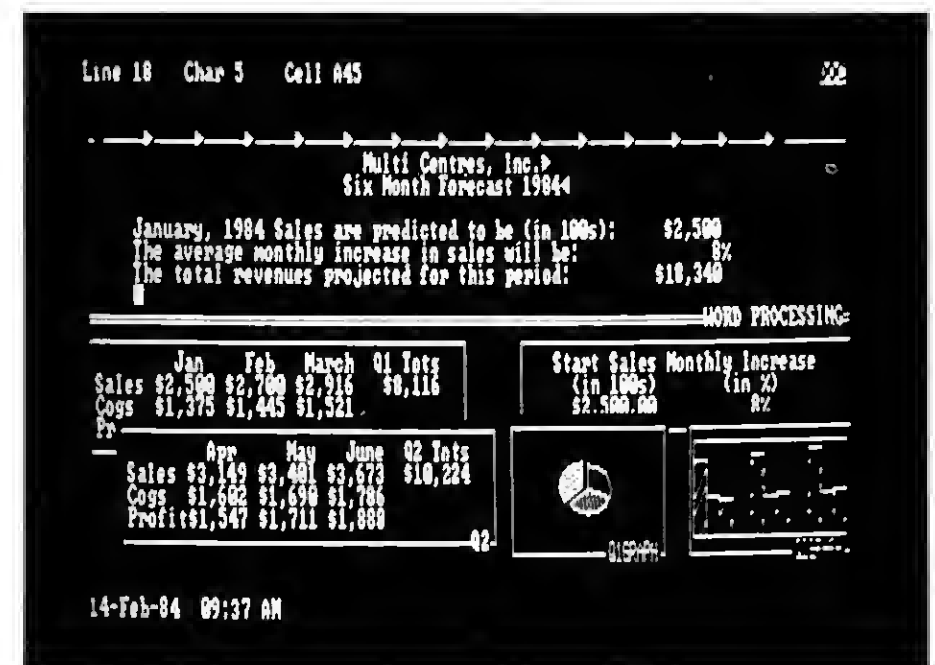 Line 18 Char 5 Cell A45
Multi Centres, Inc.
Six Month Forecast 1984
January, 1984 Sales are predicted to be (in 100s): $2,500
The average monthly increase in sales will be: 8%
The total revenues projected for this period: $18,340
WORD PROCESSING
Jan Feb March Q1 Tots
Sales $2,500 $2,700 $2,916 $8,116
Cogs $1,375 $1,445 $1,521
Pr
Start Sales Monthly Increase
(in 100s) (in %)
$2,500.00 8%
Apr May June Q2 Tots
Sales $3,149 $3,401 $3,673 $10,224
Cogs $1,602 $1,690 $1,786
Profit$1,547 $1,711 $1,880
Q2
Q1GRAPH
14-Feb-84 09:37 AM